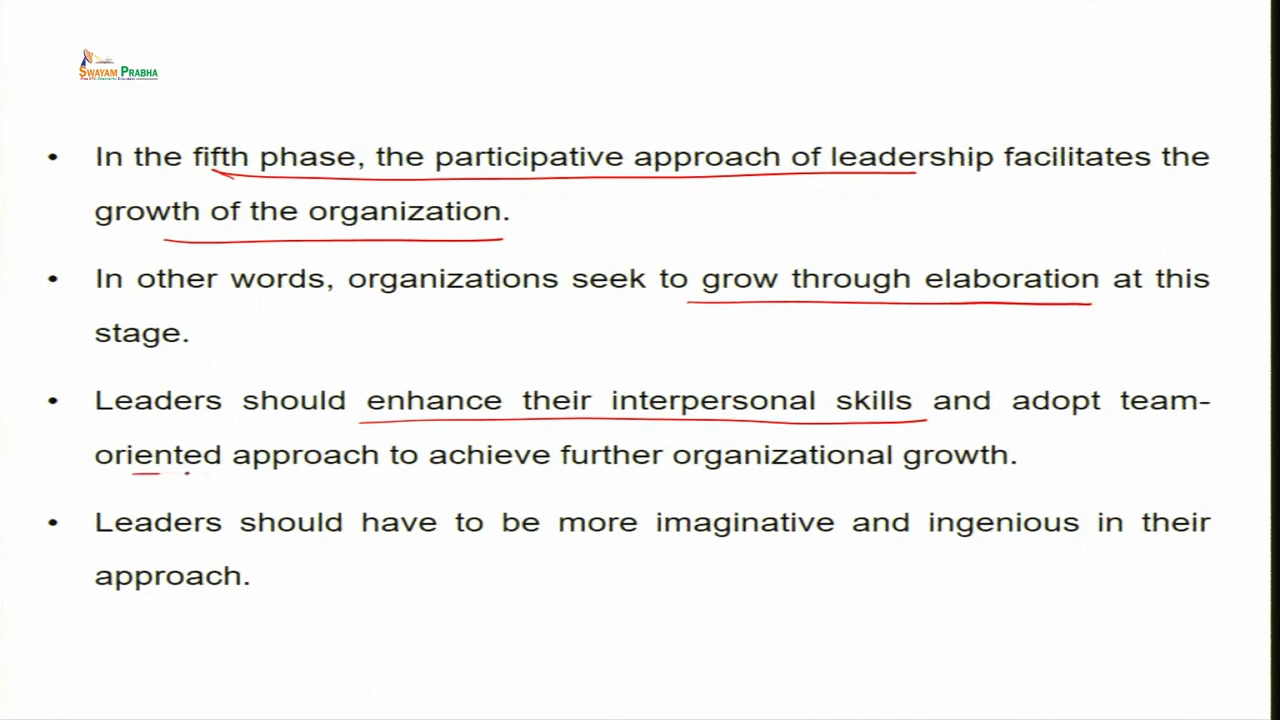 SWAYAM PRABHA
• In the fifth phase, the participative approach of leadership facilitates the
growth of the organization.
• In other words, organizations seek to grow through elaboration at this
stage.
• Leaders should enhance their interpersonal skills and adopt team-
oriented approach to achieve further organizational growth.
• Leaders should have to be more imaginative and ingenious in their
approach.